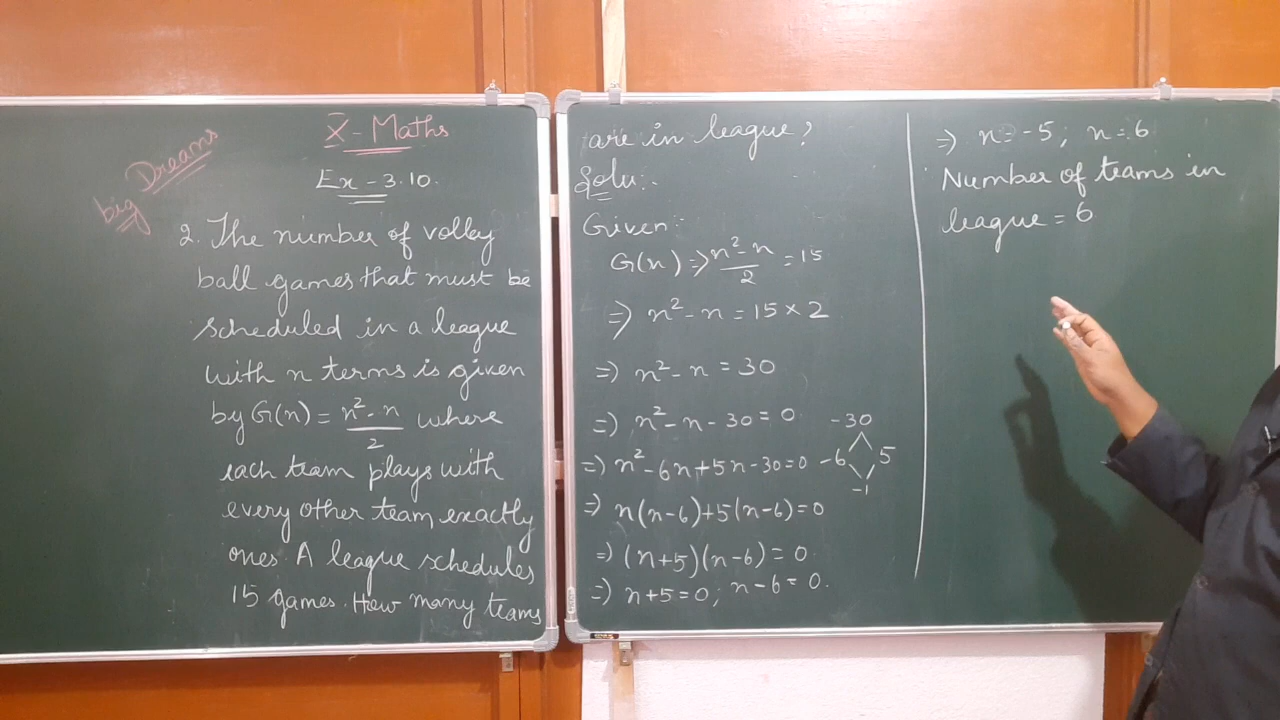 big Dreams
X - Maths
Ex - 3.10.
2. The number of volley
ball games that must be
scheduled in a league
with n terms is given
by G(n) = n² - n / 2 where
each team plays with
every other team exactly
ones. A league schedules
15 games. How many teams
are in league?
Solu:-
Given:-
G(n) => n² - n / 2 = 15
=> n² - n = 15 × 2
=> n² - n = 30
=> n² - n - 30 = 0
-30
=> n² - 6n + 5n - 30 = 0 -6 5
-1
=> n(n-6)+5(n-6)=0
=> (n+5)(n-6) = 0
=> n+5=0; n-6=0.
=> n = -5; n = 6
Number of teams in
league = 6